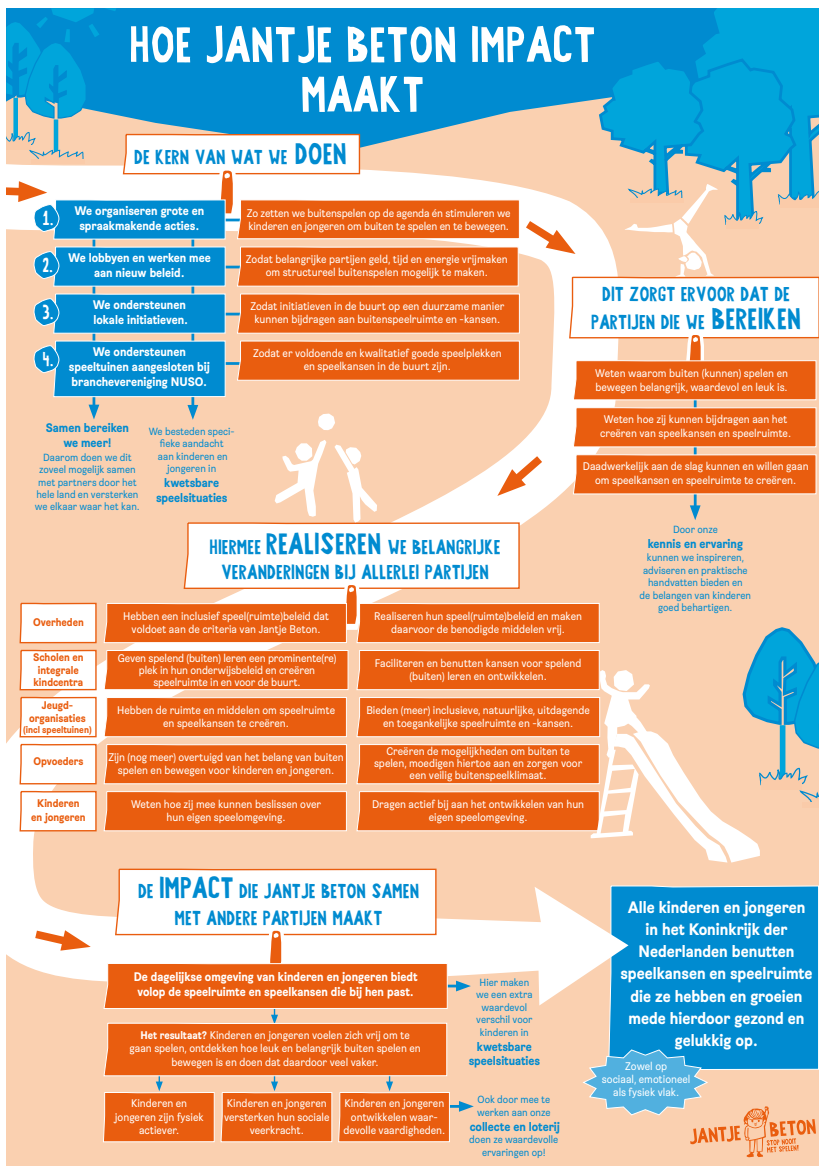 HOE JANTJE BETON IMPACT
MAAKT
DE KERN VAN WAT WE DOEN
1.
We organiseren grote en
spraakmakende acties.
Zo zetten we buitenspelen op de agenda én stimuleren we
kinderen en jongeren om buiten te spelen en te bewegen.
2.
We lobbyen en werken mee
aan nieuw beleid.
Zodat belangrijke partijen geld, tijd en energie vrijmaken
om structureel buitenspelen mogelijk te maken.
3.
We ondersteunen
lokale initiatieven.
Zodat initiatieven in de buurt op een duurzame manier
kunnen bijdragen aan buitenspeelruimte en -kansen.
4.
We ondersteunen
speeltuinen aangesloten bij
branchevereniging NUSO.
Zodat er voldoende en kwalitatief goede speelplekken
en speelkansen in de buurt zijn.
Samen bereiken
we meer!
Daarom doen we dit
zoveel mogelijk samen
met partners door het
hele land en versterken
we elkaar waar het kan.
We besteden speci-
fieke aandacht
aan kinderen en
jongeren in
kwetsbare
speelsituaties
DIT ZORGT ERVOOR DAT DE
PARTIJEN DIE WE BEREIKEN
Weten waarom buiten (kunnen) spelen en
bewegen belangrijk, waardevol en leuk is.
Weten hoe zij kunnen bijdragen aan het
creëren van speelkansen en speelruimte.
Daadwerkelijk aan de slag kunnen en willen gaan
om speelkansen en speelruimte te creëren.
Door onze
kennis en ervaring
kunnen we inspireren,
adviseren en praktische
handvatten bieden en
de belangen van kinderen
goed behartigen.
HIERMEE REALISEREN WE BELANGRIJKE
VERANDERINGEN BIJ ALLERLEI PARTIJEN
Overheden
Hebben een inclusief speel(ruimte)beleid dat
voldoet aan de criteria van Jantje Beton.
Realiseren hun speel(ruimte)beleid en maken
daarvoor de benodigde middelen vrij.
Scholen en
integrale
kindcentra
Geven spelend (buiten) leren een prominente(re)
plek in hun onderwijsbeleid en creëren
speelruimte in en voor de buurt.
Faciliteren en benutten kansen voor spelend
(buiten) leren en ontwikkelen.
Jeugd-
organisaties
(incl speeltuinen)
Hebben de ruimte en middelen om speelruimte
en speelkansen te creëren.
Bieden (meer) inclusieve, natuurlijke, uitdagende
en toegankelijke speelruimte en -kansen.
Opvoeders
Zijn (nog meer) overtuigd van het belang van buiten
spelen en bewegen voor kinderen en jongeren.
Creëren de mogelijkheden om buiten te
spelen, moedigen hiertoe aan en zorgen voor
een veilig buitenspeelklimaat.
Kinderen
en jongeren
Weten hoe zij mee kunnen beslissen over
hun eigen speelomgeving.
Dragen actief bij aan het ontwikkelen van hun
eigen speelomgeving.
DE IMPACT DIE JANTJE BETON SAMEN
MET ANDERE PARTIJEN MAAKT
De dagelijkse omgeving van kinderen en jongeren biedt
volop de speelruimte en speelkansen die bij hen past.
Hier maken
we een extra
waardevol
verschil voor
kinderen in
kwetsbare
speelsituaties
Het resultaat? Kinderen en jongeren voelen zich vrij om te
gaan spelen, ontdekken hoe leuk en belangrijk buiten spelen en
bewegen is en doen dat daardoor veel vaker.
Kinderen en
jongeren zijn fysiek
actiever.
Kinderen en jongeren
versterken hun sociale
veerkracht.
Kinderen en jongeren
ontwikkelen waar-
devolle vaardigheden.
Ook door mee te
werken aan onze
collecte en loterij
doen ze waardevolle
ervaringen op!
Alle kinderen en jongeren
in het Koninkrijk der
Nederlanden benutten
speelkansen en speelruimte
die ze hebben en groeien
mede hierdoor gezond en
gelukkig op.
Zowel op
sociaal, emotioneel
als fysiek vlak.
JANTJE BETON
STOP NOOIT
MET SPELEN!